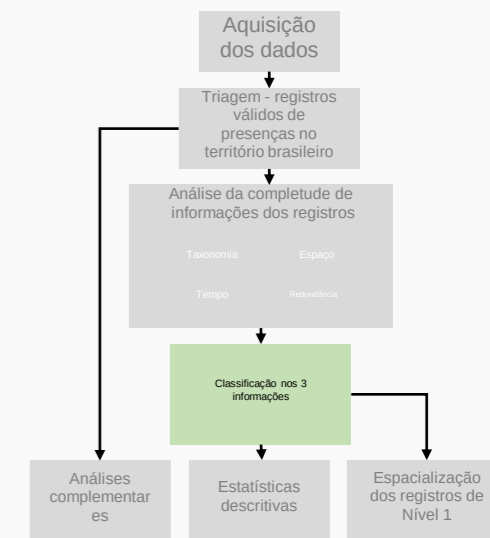 Aquisição
dos dados
Triagem - registros
válidos de
presenças no
território brasileiro
Análise da completude de
informações dos registros
Taxonomia
Espaço
Tempo
Redundância
Classificação nos 3
informações
Análises
complementar
es
Estatísticas
descritivas
Espacialização
dos registros de
Nível 1